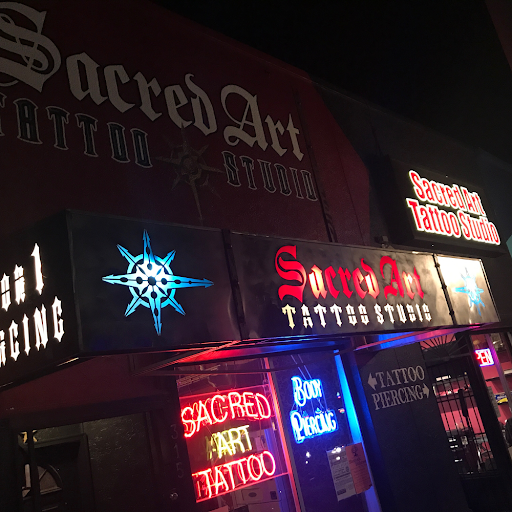 Sacred Art
TATTOO STUDIO
Sacred Art
Tattoo Studio
Sacred Art
TATTOO STUDIO
SACRED
ART
TATTOO
BODY
PIERCING
TATTOO
PIERCING